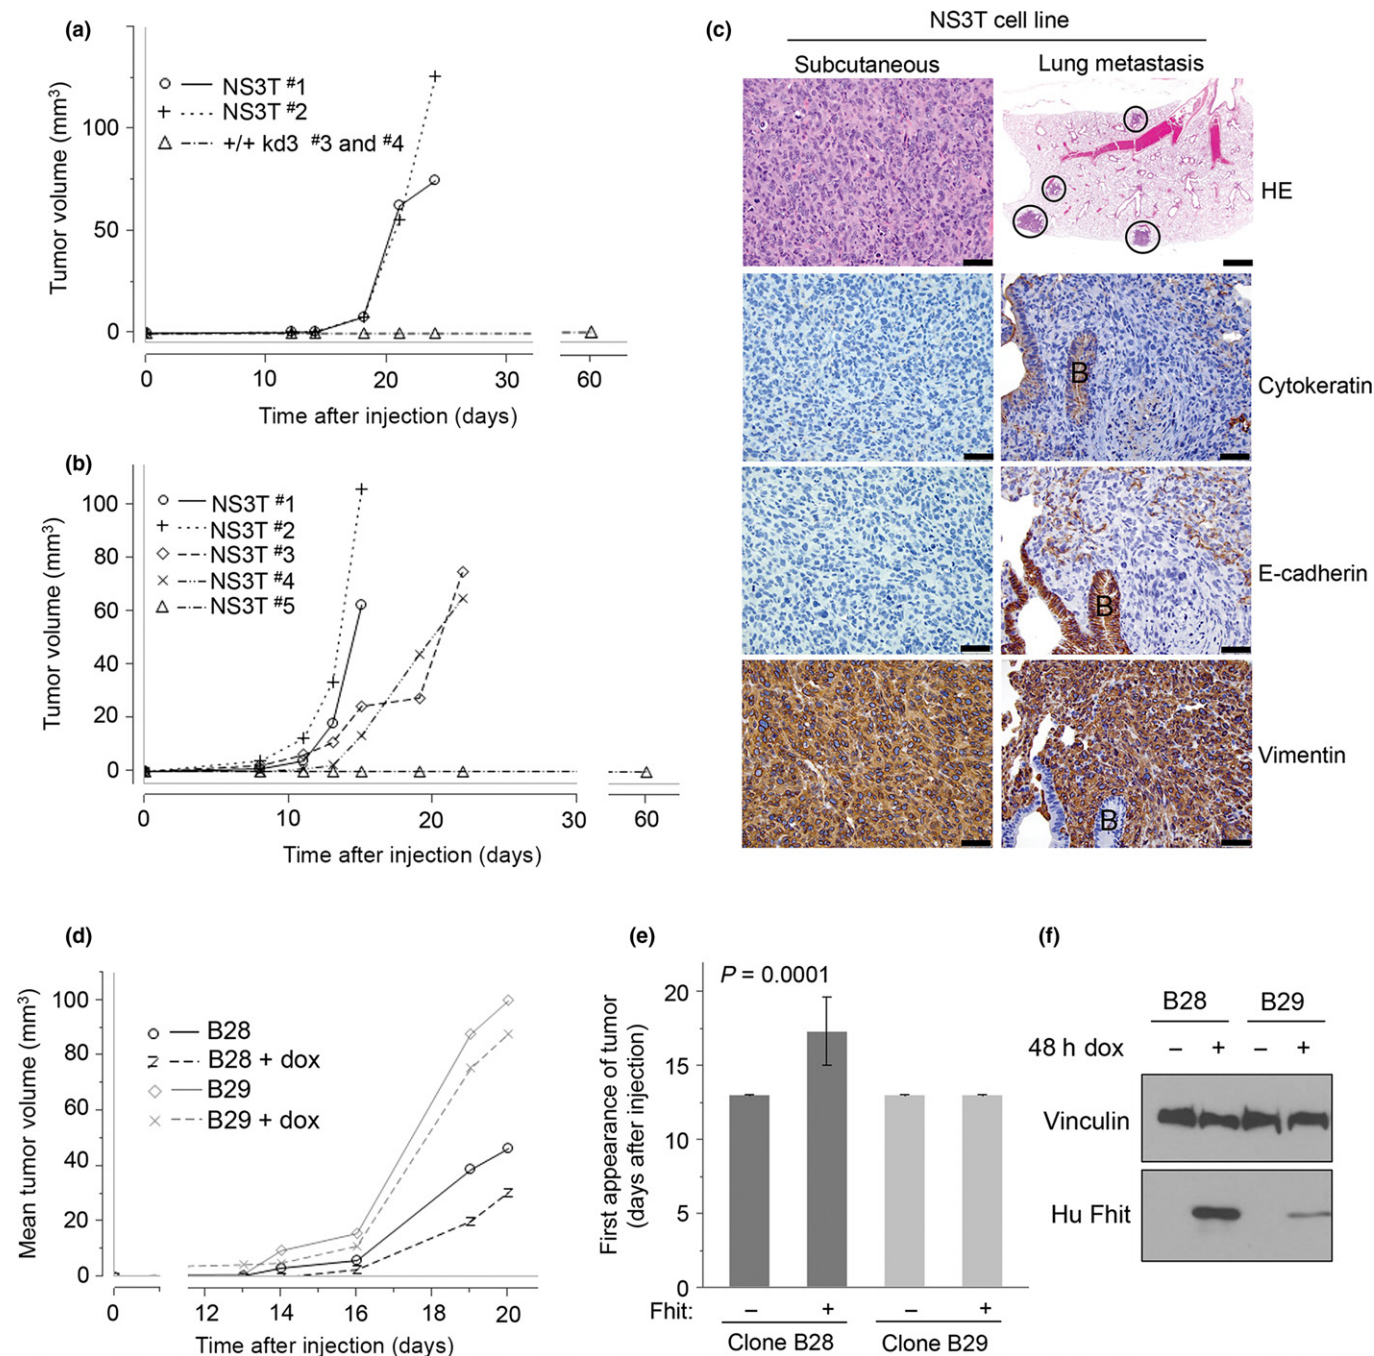 (a)
NS3T #1
NS3T #2
+/+ kd3 #3 and #4
Tumor volume (mm3)
100
50
0
0 10 20 30 60
Time after injection (days)
(b)
NS3T #1
NS3T #2
NS3T #3
NS3T #4
NS3T #5
Tumor volume (mm3)
100
80
60
40
20
0
0 10 20 30 60
Time after injection (days)
(c)
NS3T cell line
Subcutaneous Lung metastasis
HE
B
Cytokeratin
B
E-cadherin
B
Vimentin
(d)
B28
B28 + dox
B29
B29 + dox
Mean tumor volume (mm3)
100
80
60
40
20
0
0 12 14 16 18 20
Time after injection (days)
(e)
P = 0.0001
First appearance of tumor
(days after injection)
20
15
10
5
0
Fhit: – + – +
Clone B28 Clone B29
(f)
B28 B29
48 h dox – + – +
Vinculin
Hu Fhit